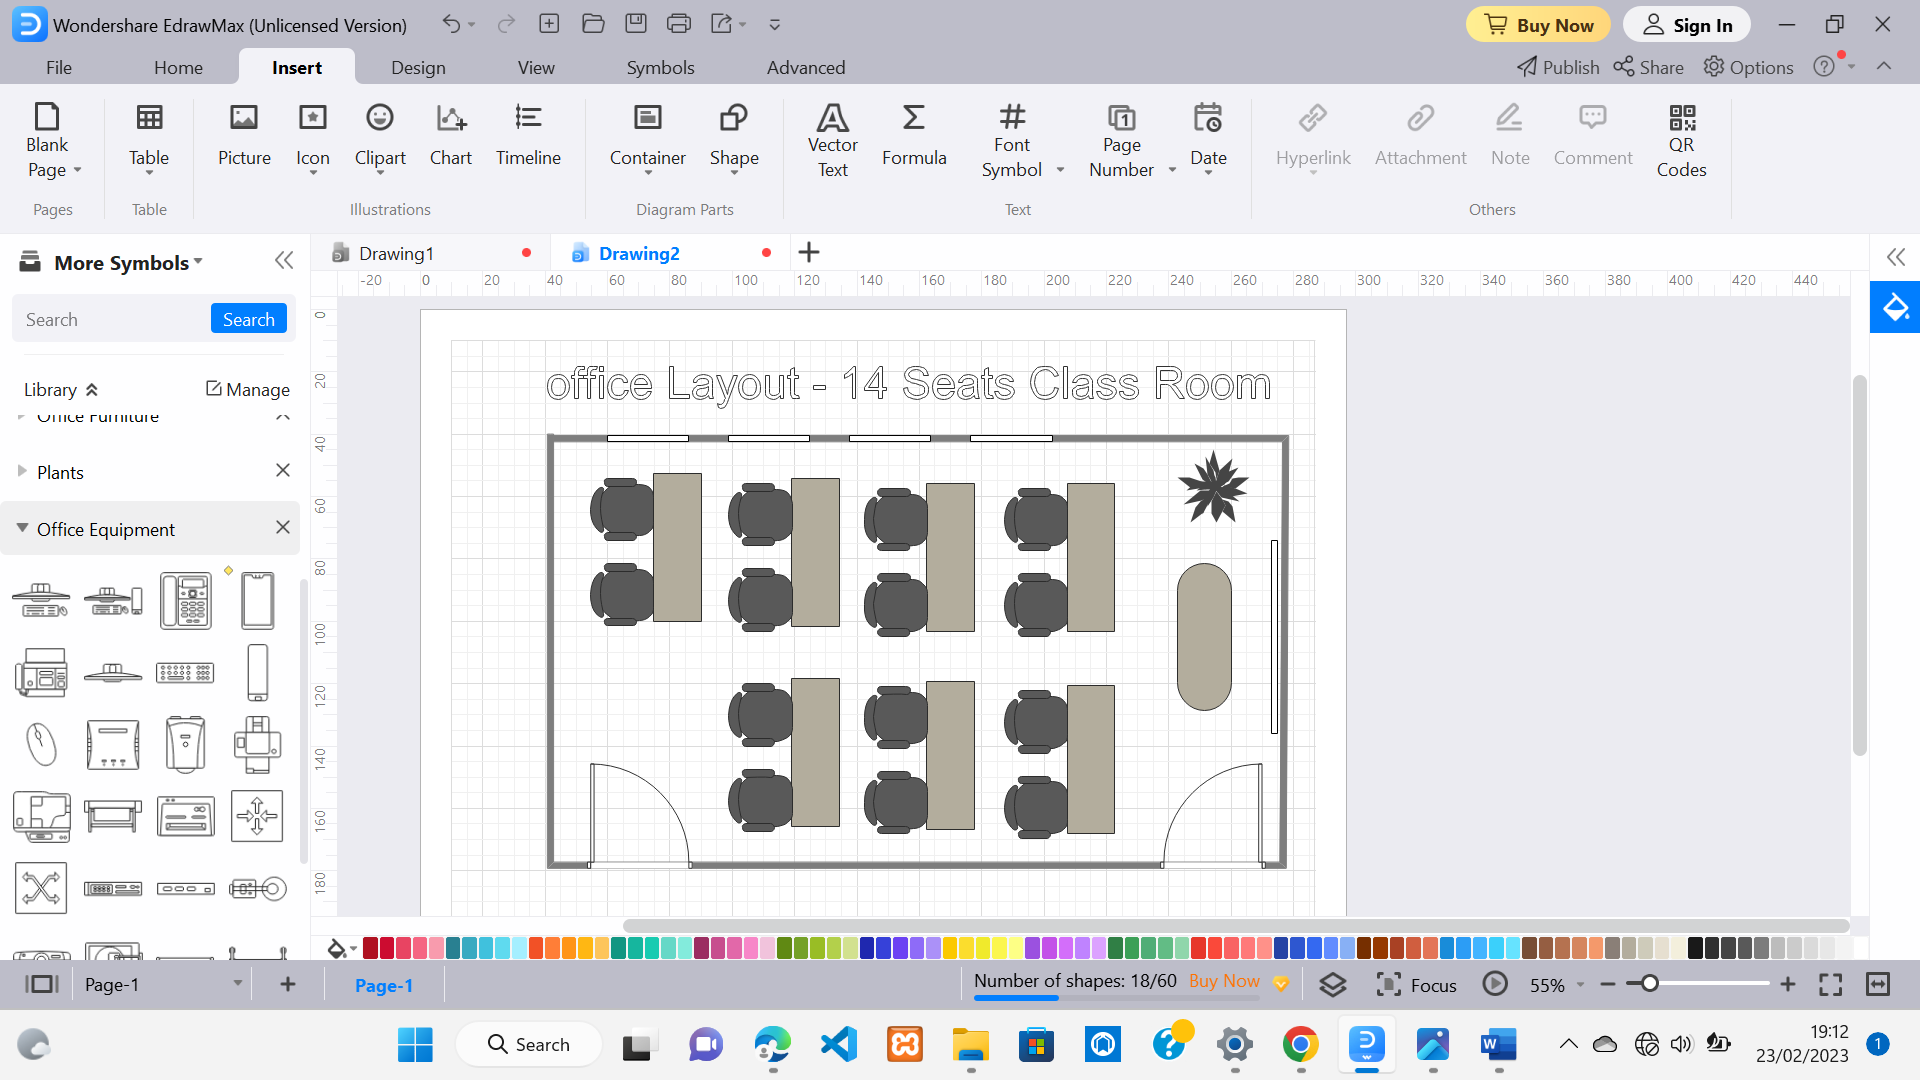 Wondershare EdrawMax (Unlicensed Version)
Buy Now
Sign In
File
Home
Insert
Design
View
Symbols
Advanced
Publish
Share
Options
Blank
Page
Table
Picture
Icon
Clipart
Chart
Timeline
Container
Shape
Vector
Text
Formula
Font
Symbol
Page
Number
Date
Hyperlink
Attachment
Note
Comment
QR
Codes
Pages
Table
Illustrations
Diagram Parts
Text
Others
More Symbols
Drawing1
Drawing2
-20 0 20 40 60 80 100 120 140 160 180 200 220 240 260 280 300 320 340 360 380 400 420 440
Search
Search
Library
Manage
Office Furniture
Plants
Office Equipment
0
20
40
60
80
100
120
140
160
180
office Layout - 14 Seats Class Room
Page-1
Page-1
Number of shapes: 18/60
Buy Now
Focus
55%
Search
19:12
23/02/2023
1